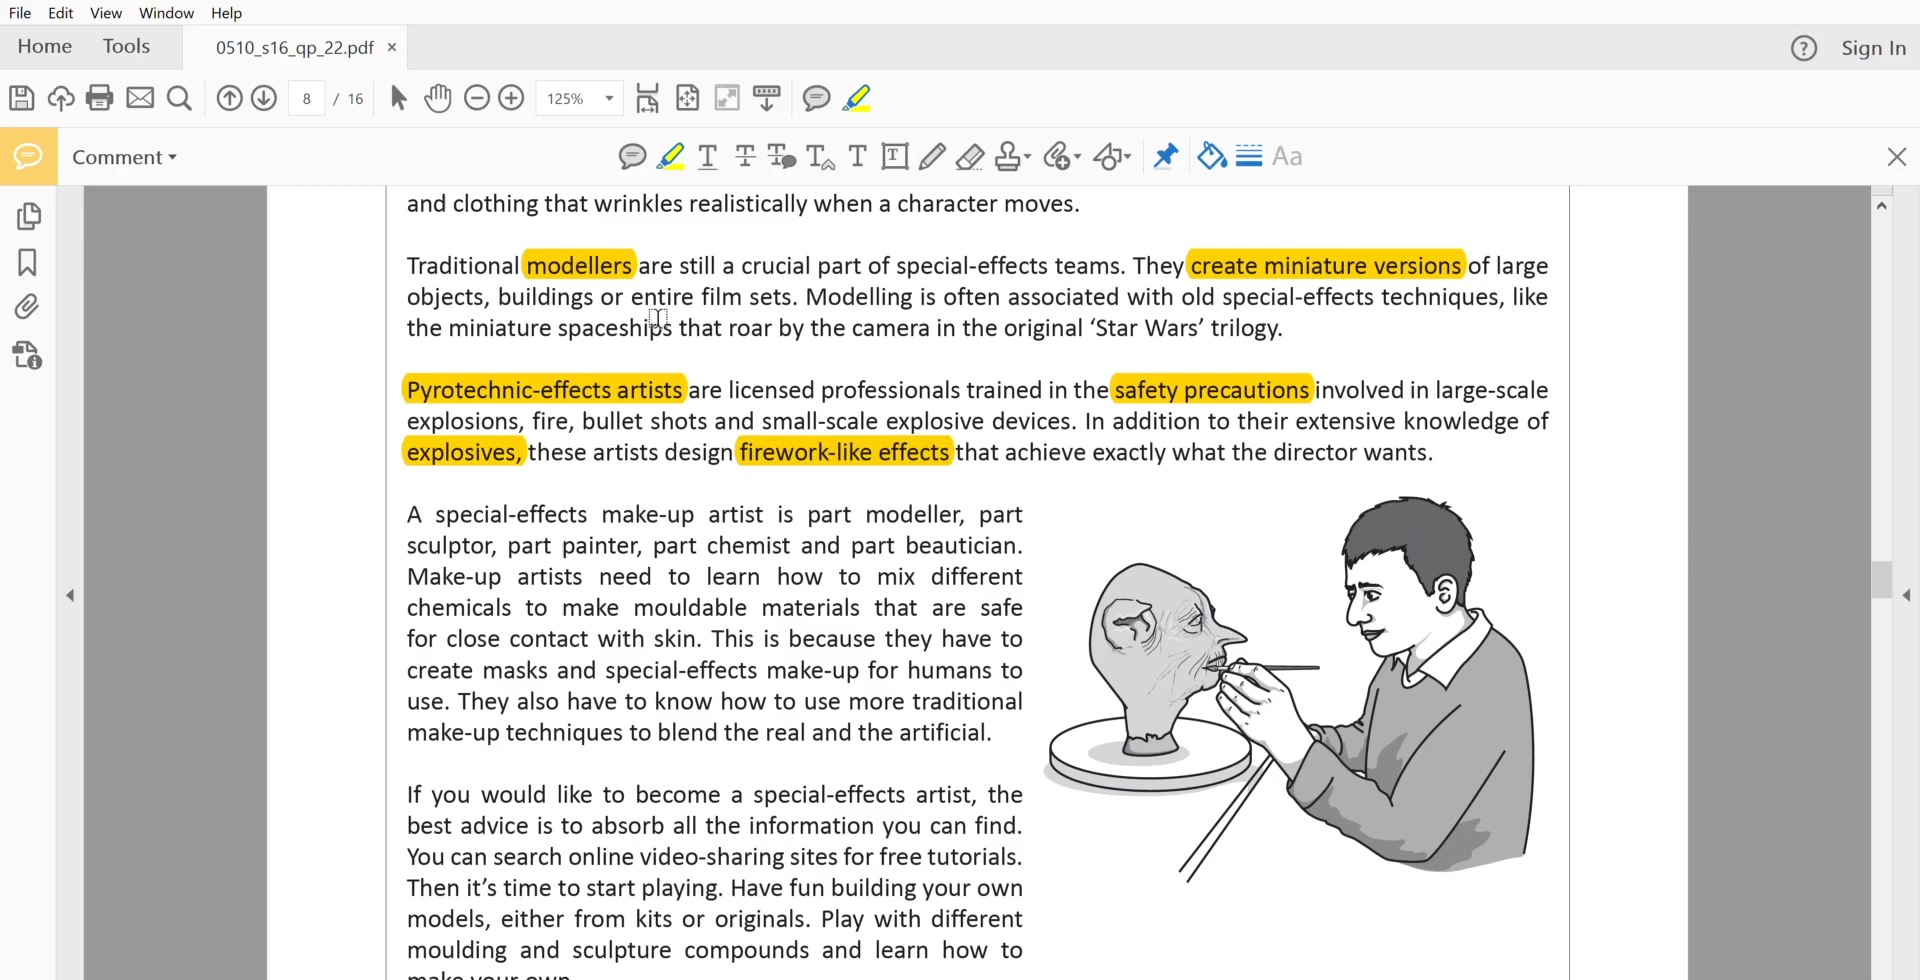 File Edit View Window Help
Home Tools 0510_s16_qp_22.pdf × Sign In
8 / 16 125%
Comment
and clothing that wrinkles realistically when a character moves.
Traditional modellers are still a crucial part of special-effects teams. They create miniature versions of large
objects, buildings or entire film sets. Modelling is often associated with old special-effects techniques, like
the miniature spaceships that roar by the camera in the original ‘Star Wars’ trilogy.
Pyrotechnic-effects artists are licensed professionals trained in the safety precautions involved in large-scale
explosions, fire, bullet shots and small-scale explosive devices. In addition to their extensive knowledge of
explosives, these artists design firework-like effects that achieve exactly what the director wants.
A special-effects make-up artist is part modeller, part
sculptor, part painter, part chemist and part beautician.
Make-up artists need to learn how to mix different
chemicals to make mouldable materials that are safe
for close contact with skin. This is because they have to
create masks and special-effects make-up for humans to
use. They also have to know how to use more traditional
make-up techniques to blend the real and the artificial.
If you would like to become a special-effects artist, the
best advice is to absorb all the information you can find.
You can search online video-sharing sites for free tutorials.
Then it’s time to start playing. Have fun building your own
models, either from kits or originals. Play with different
moulding and sculpture compounds and learn how to
make your own